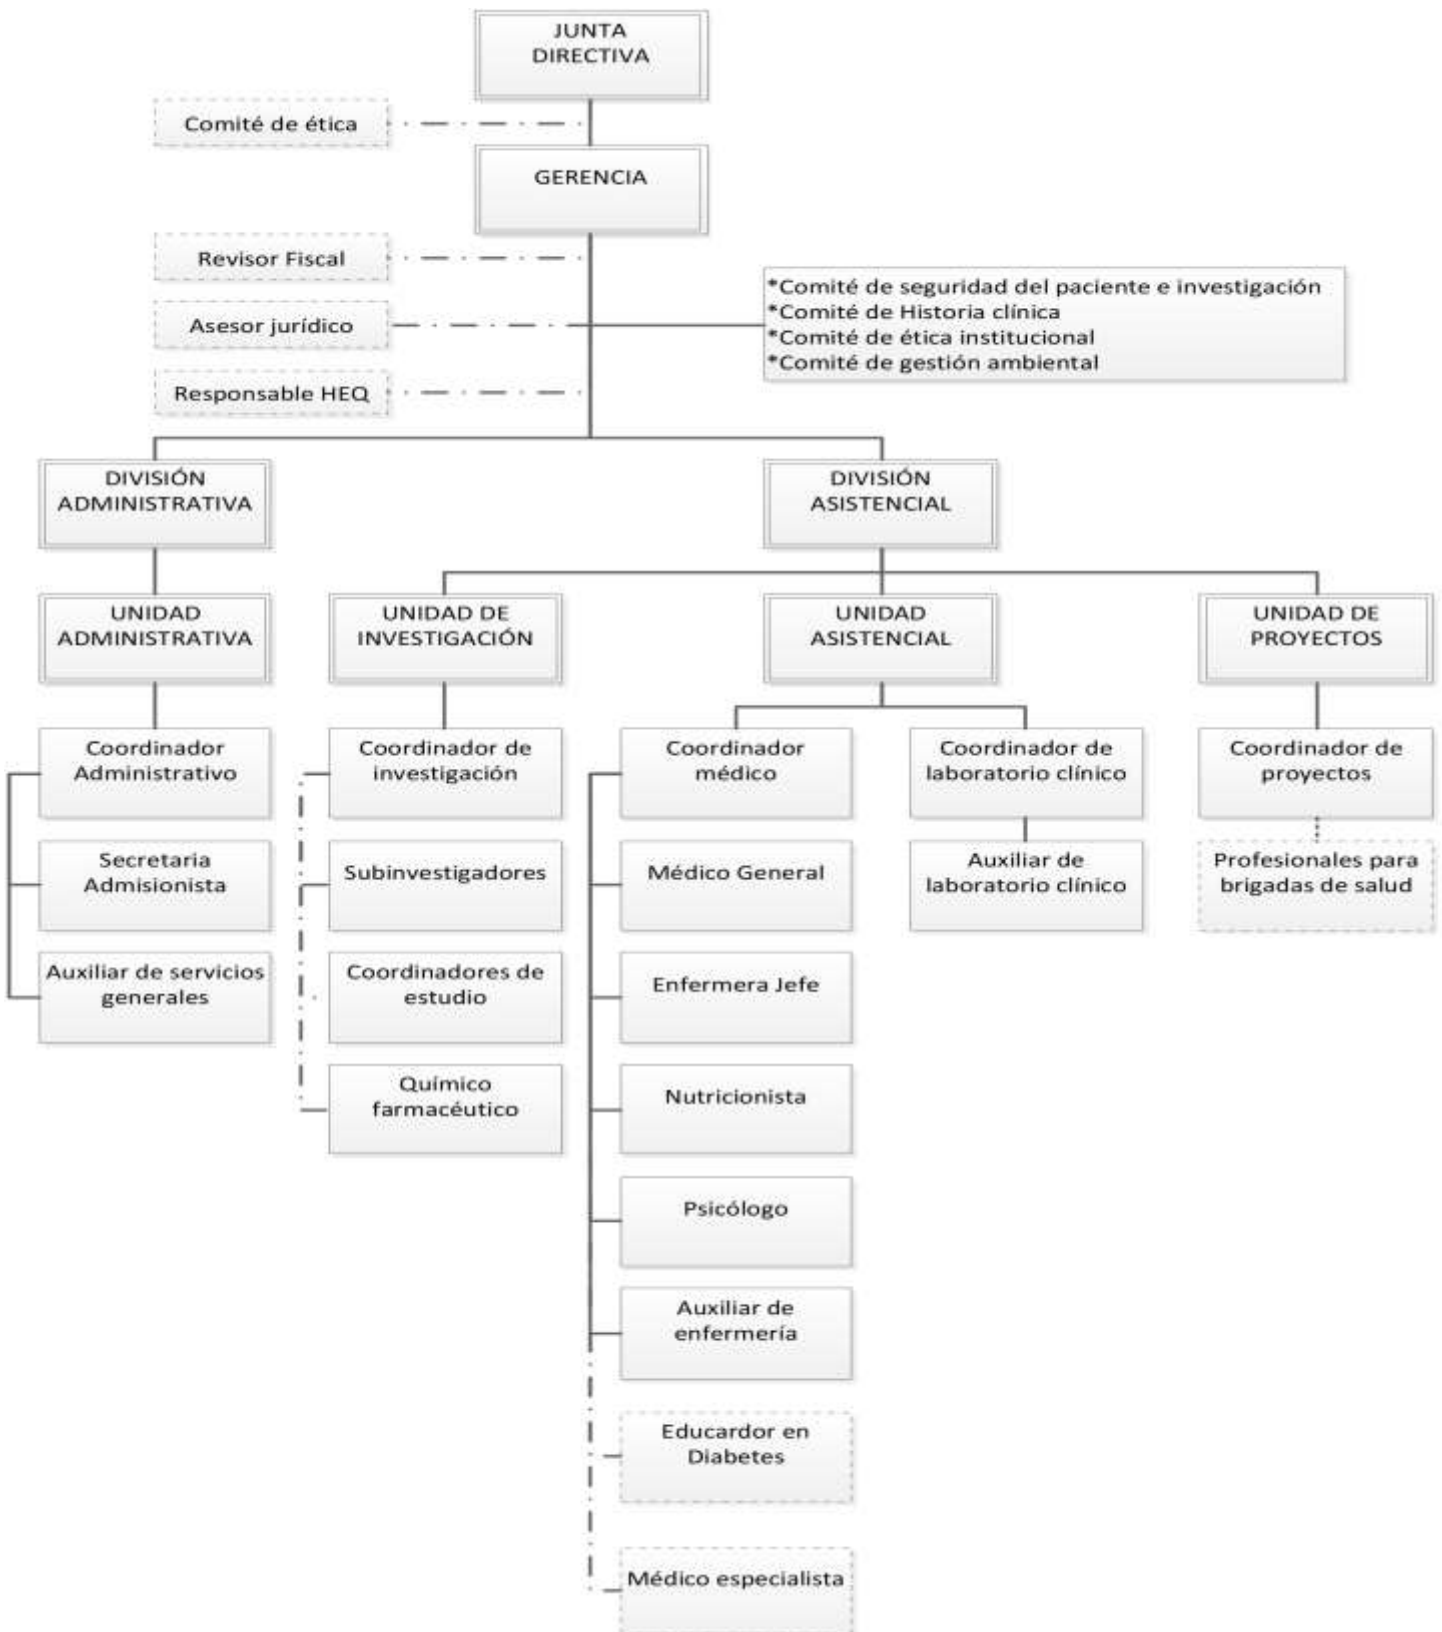 JUNTA
DIRECTIVA
Comité de ética
GERENCIA
Revisor Fiscal
*Comité de seguridad del paciente e investigación
*Comité de Historia clínica
*Comité de ética institucional
*Comité de gestión ambiental
Asesor jurídico
Responsable HEQ
DIVISIÓN
ADMINISTRATIVA
DIVISIÓN
ASISTENCIAL
UNIDAD
ADMINISTRATIVA
UNIDAD DE
INVESTIGACIÓN
UNIDAD
ASISTENCIAL
UNIDAD DE
PROYECTOS
Coordinador
Administrativo
Coordinador de
investigación
Coordinador
médico
Coordinador de
laboratorio clínico
Coordinador de
proyectos
Secretaria
Admisionista
Subinvestigadores
Médico General
Auxiliar de
laboratorio clínico
Profesionales para
brigadas de salud
Auxiliar de servicios
generales
Coordinadores de
estudio
Enfermera Jefe
Químico
farmacéutico
Nutricionista
Psicólogo
Auxiliar de
enfermería
Educardor en
Diabetes
Médico especialista